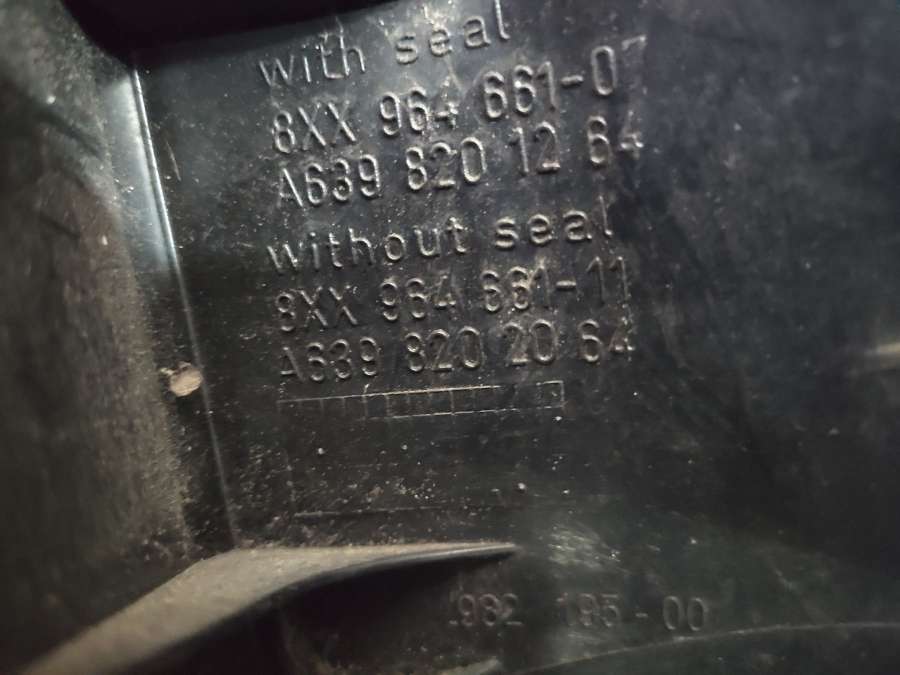 with seal
8XX 964 661-07
A639 820 12 64
without seal
8XX 964 661-11
A639 820 20 64
982 195-00